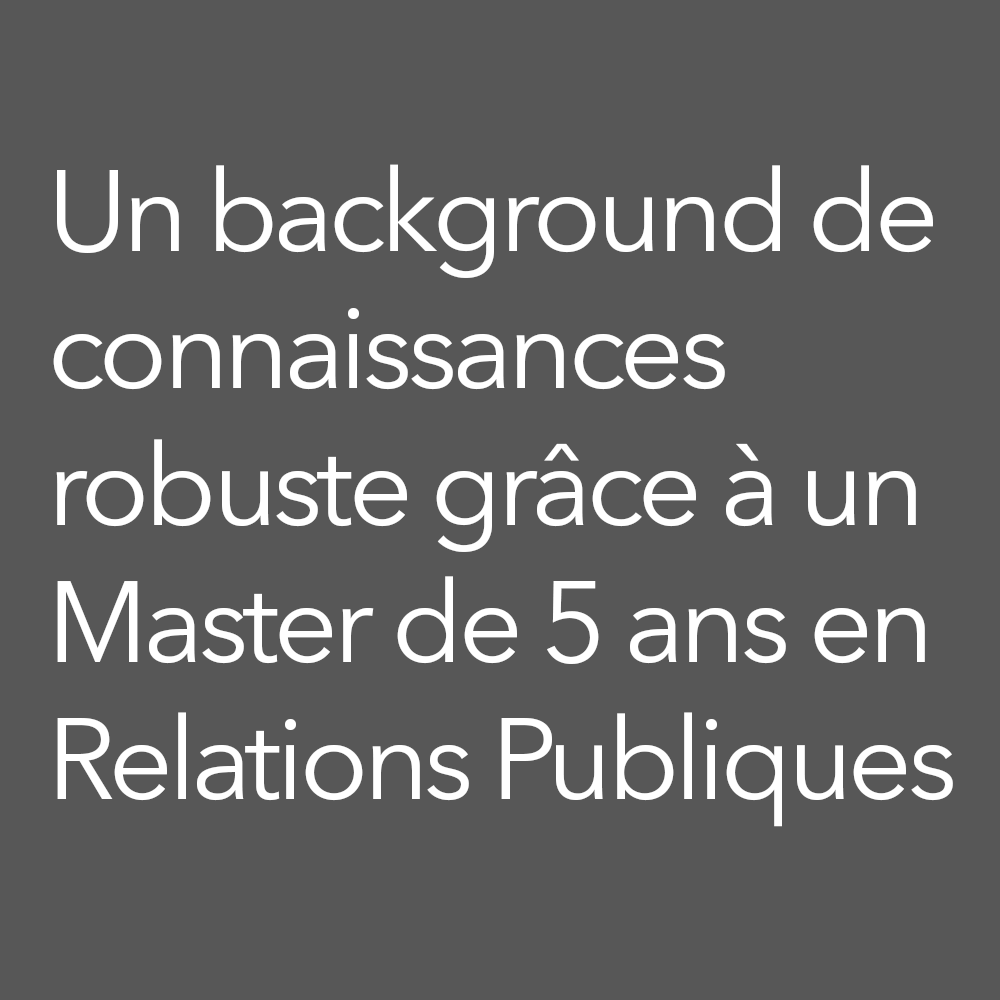 Un background de
connaissances
robuste grâce à un
Master de 5 ans en
Relations Publiques